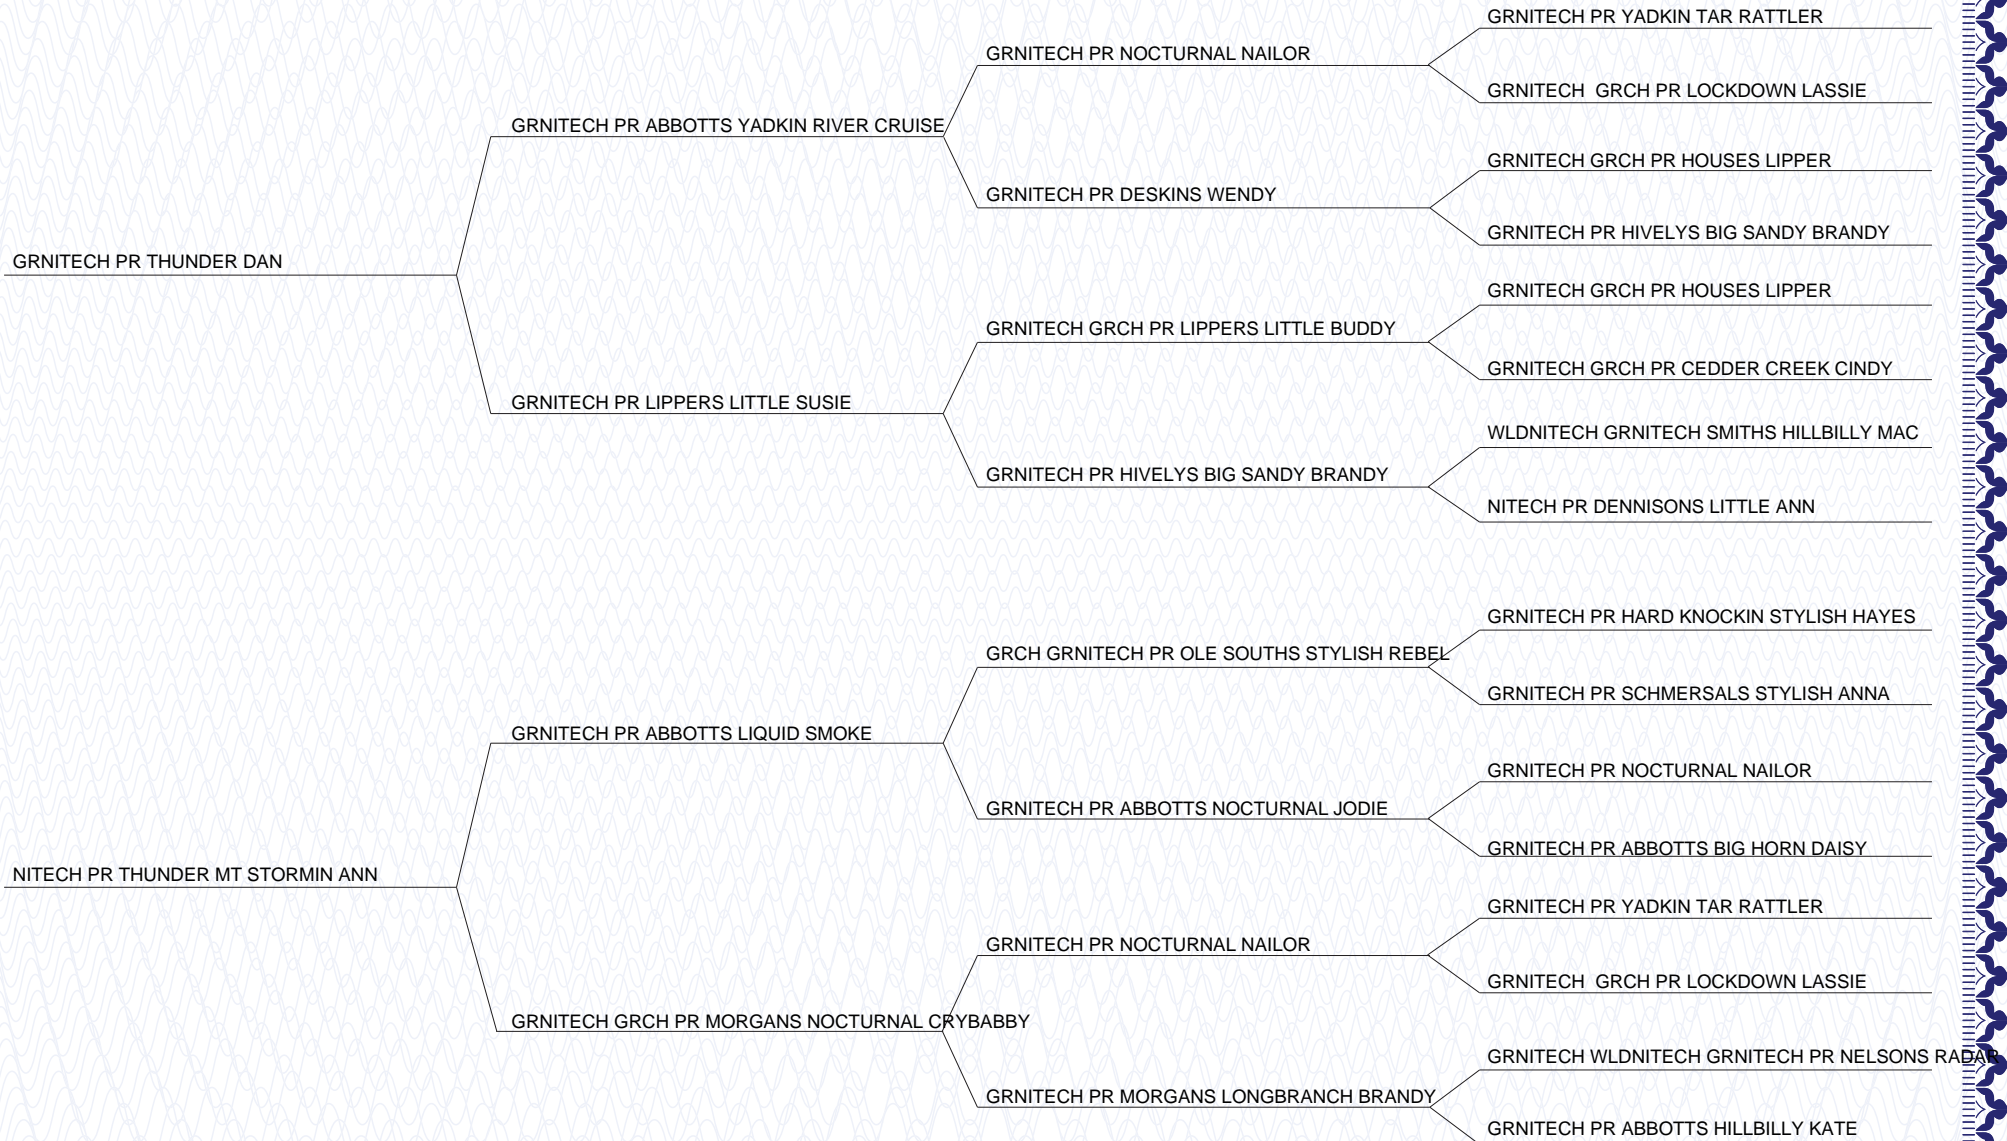 GRNITECH PR YADKIN TAR RATTLER
GRNITECH PR NOCTURNAL NAILOR
GRNITECH  GRCH PR LOCKDOWN LASSIE
GRNITECH PR ABBOTTS YADKIN RIVER CRUISE
GRNITECH GRCH PR HOUSES LIPPER
GRNITECH PR DESKINS WENDY
GRNITECH PR HIVELYS BIG SANDY BRANDY
GRNITECH PR THUNDER DAN
GRNITECH GRCH PR HOUSES LIPPER
GRNITECH GRCH PR LIPPERS LITTLE BUDDY
GRNITECH GRCH PR CEDDER CREEK CINDY
GRNITECH PR LIPPERS LITTLE SUSIE
WLDNITECH GRNITECH SMITHS HILLBILLY MAC
GRNITECH PR HIVELYS BIG SANDY BRANDY
NITECH PR DENNISONS LITTLE ANN
GRNITECH PR HARD KNOCKIN STYLISH HAYES
GRCH GRNITECH PR OLE SOUTHS STYLISH REBEL
GRNITECH PR SCHMERSALS STYLISH ANNA
GRNITECH PR ABBOTTS LIQUID SMOKE
GRNITECH PR NOCTURNAL NAILOR
GRNITECH PR ABBOTTS NOCTURNAL JODIE
GRNITECH PR ABBOTTS BIG HORN DAISY
NITECH PR THUNDER MT STORMIN ANN
GRNITECH PR YADKIN TAR RATTLER
GRNITECH PR NOCTURNAL NAILOR
GRNITECH  GRCH PR LOCKDOWN LASSIE
GRNITECH GRCH PR MORGANS NOCTURNAL CRYBABBY
GRNITECH WLDNITECH GRNITECH PR NELSONS RADAR
GRNITECH PR MORGANS LONGBRANCH BRANDY
GRNITECH PR ABBOTTS HILLBILLY KATE